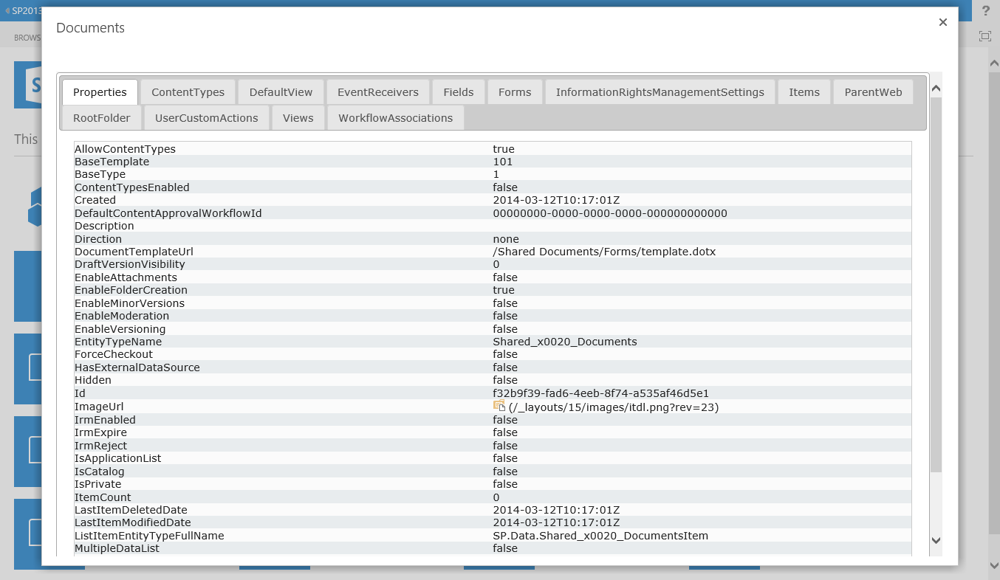 SP2013
?
BROWS
S
This
Documents
Properties ContentTypes DefaultView EventReceivers Fields Forms InformationRightsManagementSettings Items ParentWeb
RootFolder UserCustomActions Views WorkflowAssociations
AllowContentTypes true
BaseTemplate 101
BaseType 1
ContentTypesEnabled false
Created 2014-03-12T10:17:01Z
DefaultContentApprovalWorkflowId 00000000-0000-0000-0000-000000000000
Description
Direction none
DocumentTemplateUrl /Shared Documents/Forms/template.dotx
DraftVersionVisibility 0
EnableAttachments false
EnableFolderCreation true
EnableMinorVersions false
EnableModeration false
EnableVersioning false
EntityTypeName Shared_x0020_Documents
ForceCheckout false
HasExternalDataSource false
Hidden false
Id f32b9f39-fad6-4eeb-8f74-a535af46d5e1
ImageUrl (/_layouts/15/images/itdl.png?rev=23)
IrmEnabled false
IrmExpire false
IrmReject false
IsApplicationList false
IsCatalog false
IsPrivate false
ItemCount 0
LastItemDeletedDate 2014-03-12T10:17:01Z
LastItemModifiedDate 2014-03-12T10:17:01Z
ListItemEntityTypeFullName SP.Data.Shared_x0020_DocumentsItem
MultipleDataList false